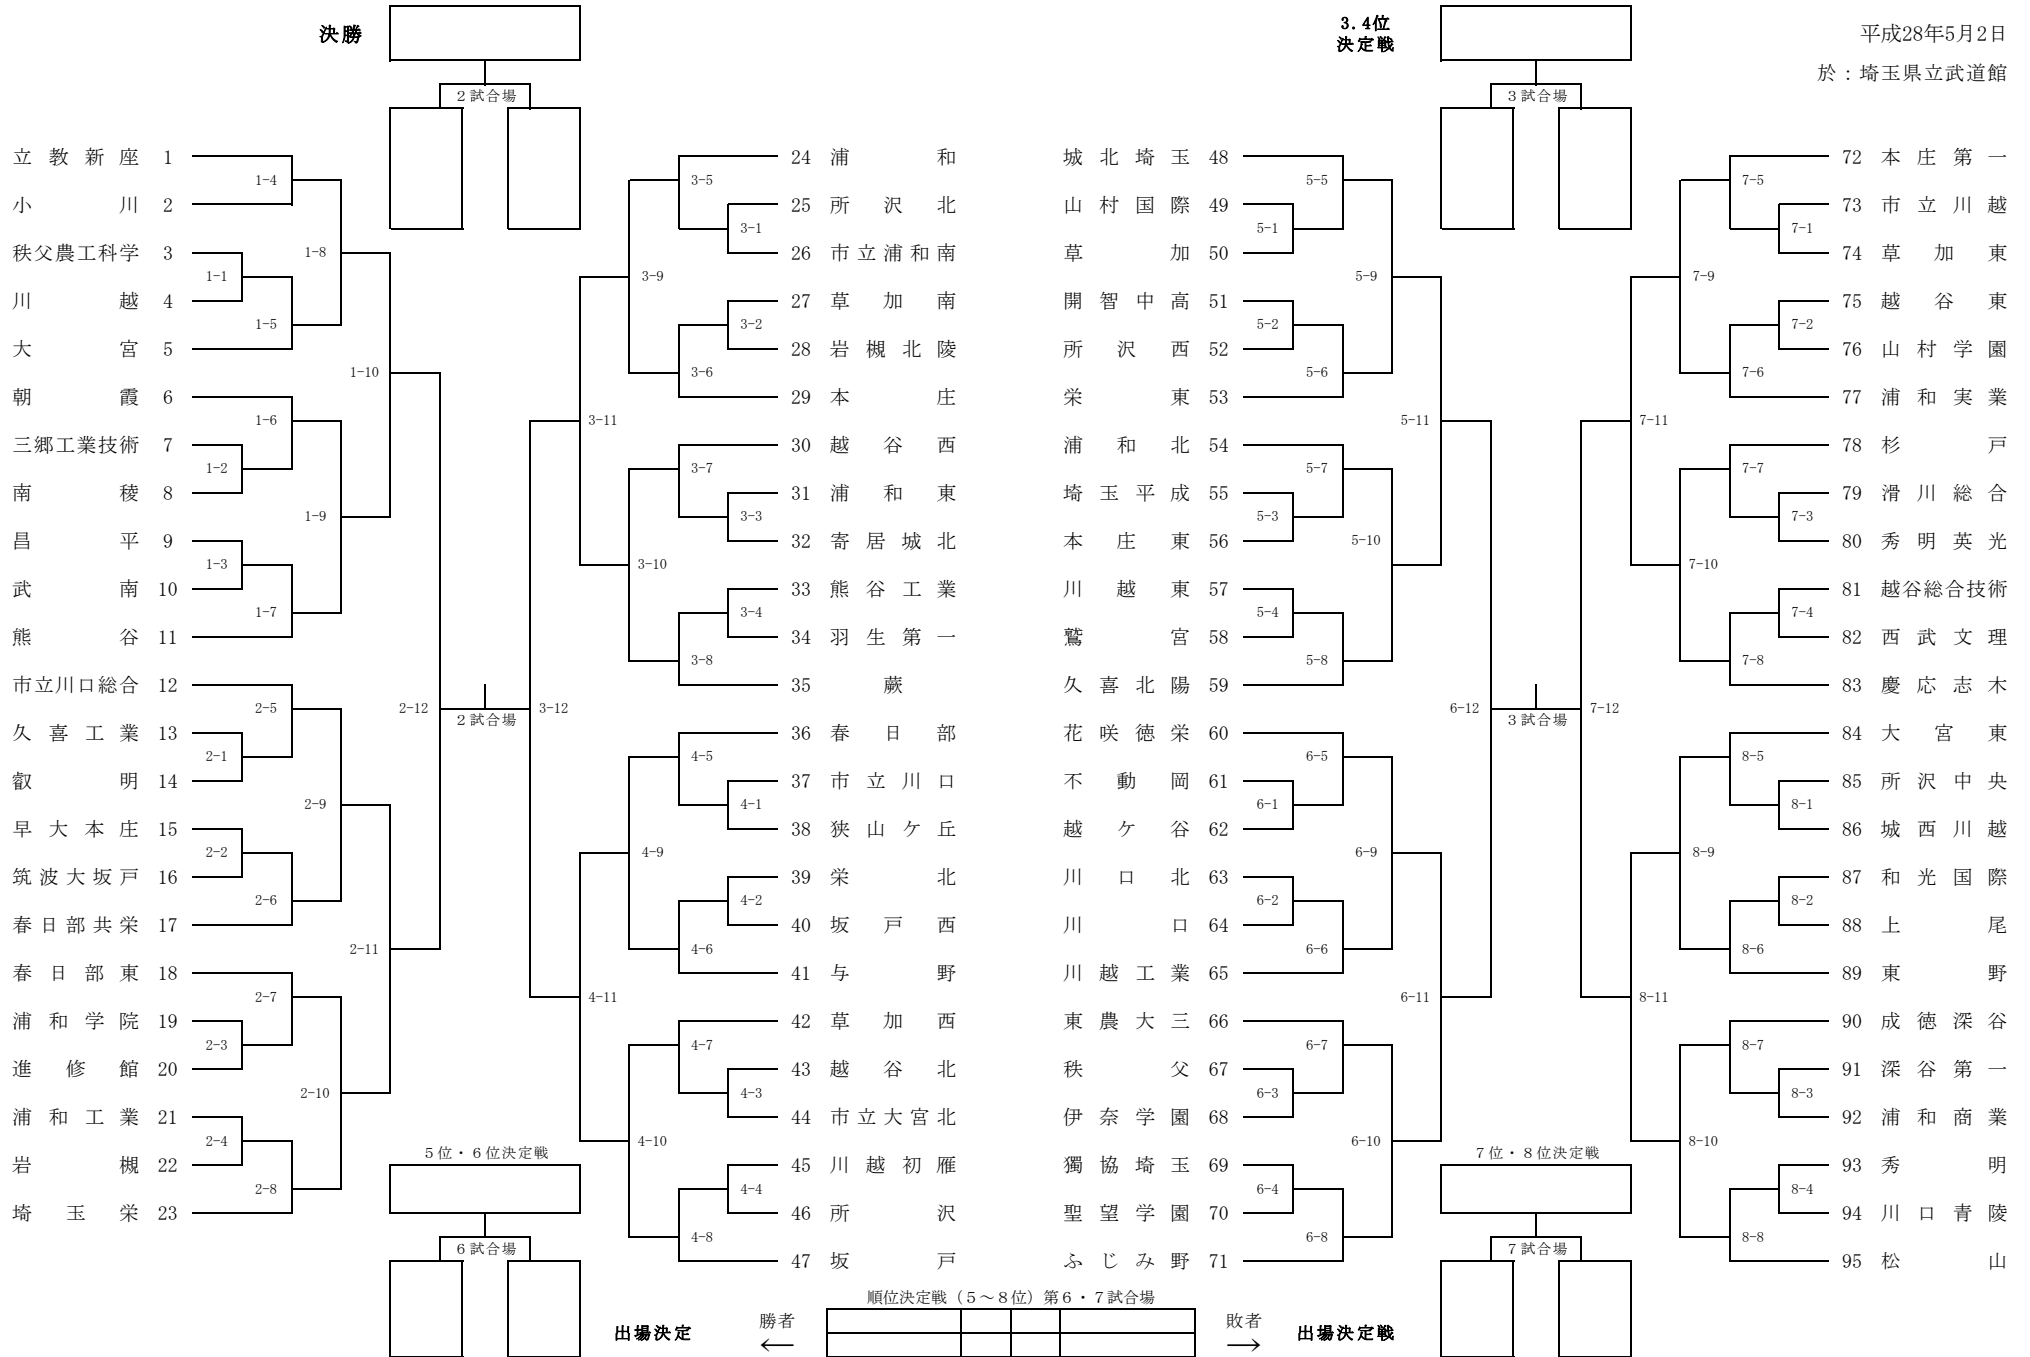 決勝
3.4位
決定戦
平成28年5月2日
於：埼玉県立武道館
2試合場
3試合場
立教新座 1
小川 2
秩父農工科学 3
川越 4
大宮 5
朝霞 6
三郷工業技術 7
南稜 8
昌平 9
武南 10
熊谷 11
市立川口総合 12
久喜工業 13
叡明 14
早大本庄 15
筑波大坂戸 16
春日部共栄 17
春日部東 18
浦和学院 19
進修館 20
浦和工業 21
岩槻 22
埼玉栄 23
1-4
1-8
1-1
1-5
1-10
1-6
1-2
1-9
1-3
1-7
2-5
2-12
2-1
2-9
2-2
2-6
2-11
2-7
2-3
2-10
2-4
2-8
2試合場
24 浦和
25 所沢北
26 市立浦和南
27 草加南
28 岩槻北陵
29 本庄
30 越谷西
31 浦和東
32 寄居城北
33 熊谷工業
34 羽生第一
35 蕨
36 春日部
37 市立川口
38 狭山ケ丘
39 栄北
40 坂戸西
41 与野
42 草加西
43 越谷北
44 市立大宮北
45 川越初雁
46 所沢
47 坂戸
3-5
3-1
3-9
3-2
3-6
3-11
3-7
3-3
3-10
3-4
3-8
3-12
4-5
4-1
4-9
4-2
4-6
4-11
4-7
4-3
4-10
4-4
4-8
城北埼玉 48
山村国際 49
草加 50
開智中高 51
所沢西 52
栄東 53
浦和北 54
埼玉平成 55
本庄東 56
川越東 57
鷲宮 58
久喜北陽 59
花咲徳栄 60
不動岡 61
越ケ谷 62
川口北 63
川口 64
川越工業 65
東農大三 66
秩父 67
伊奈学園 68
獨協埼玉 69
聖望学園 70
ふじみ野 71
5-5
5-1
5-9
5-2
5-6
5-11
5-7
5-3
5-10
5-4
5-8
6-12
6-5
6-1
6-9
6-2
6-6
6-11
6-7
6-3
6-10
6-4
6-8
3試合場
72 本庄第一
73 市立川越
74 草加東
75 越谷東
76 山村学園
77 浦和実業
78 杉戸
79 滑川総合
80 秀明英光
81 越谷総合技術
82 西武文理
83 慶応志木
84 大宮東
85 所沢中央
86 城西川越
87 和光国際
88 上尾
89 東野
90 成徳深谷
91 深谷第一
92 浦和商業
93 秀明
94 川口青陵
95 松山
7-5
7-1
7-9
7-2
7-6
7-11
7-7
7-3
7-10
7-4
7-8
7-12
8-5
8-1
8-9
8-2
8-6
8-11
8-7
8-3
8-10
8-4
8-8
5位・6位決定戦
6試合場
7位・8位決定戦
7試合場
順位決定戦（5～8位）第6・7試合場
出場決定
勝者
←
敗者
→
出場決定戦